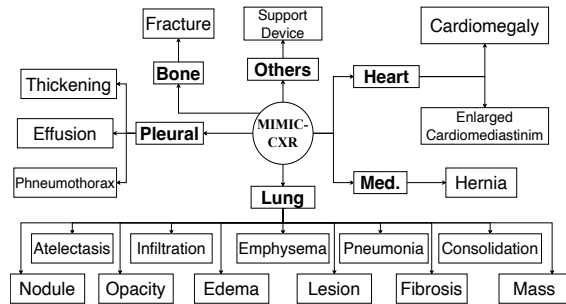 Fracture
Support
Device
Cardiomegaly
Bone
Others
Heart
Thickening
Effusion
Pleural
MIMIC-
CXR
Enlarged
Cardiomediastinim
Phneumothorax
Lung
Med.
Hernia
Atelectasis
Infiltration
Emphysema
Pneumonia
Consolidation
Nodule
Opacity
Edema
Lesion
Fibrosis
Mass